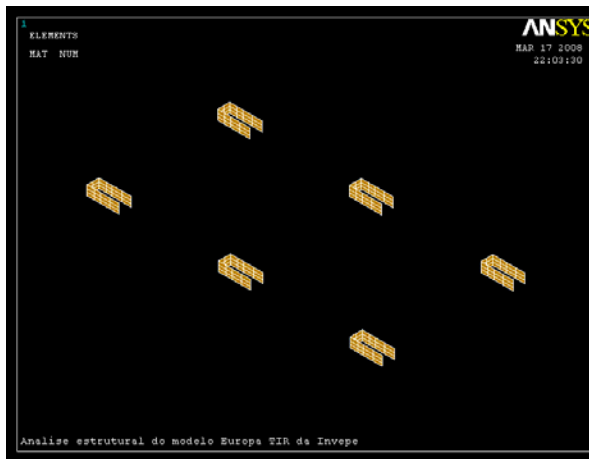 1
ELEMENTS
MAT NUM
ANSYS
MAR 17 2008
22:03:30
Analise estrutural do modelo Europa TIR da Invepe